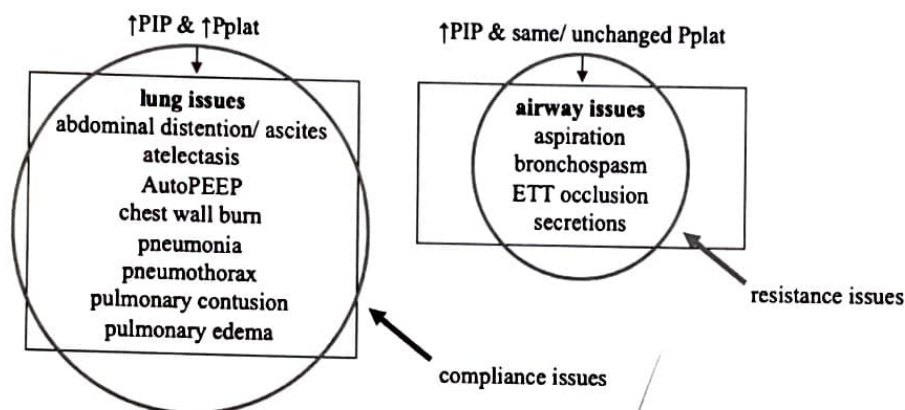 ↑PIP & ↑Pplat
lung issues
abdominal distention/ ascites
atelectasis
AutoPEEP
chest wall burn
pneumonia
pneumothorax
pulmonary contusion
pulmonary edema
compliance issues
↑PIP & same/ unchanged Pplat
airway issues
aspiration
bronchospasm
ETT occlusion
secretions
resistance issues